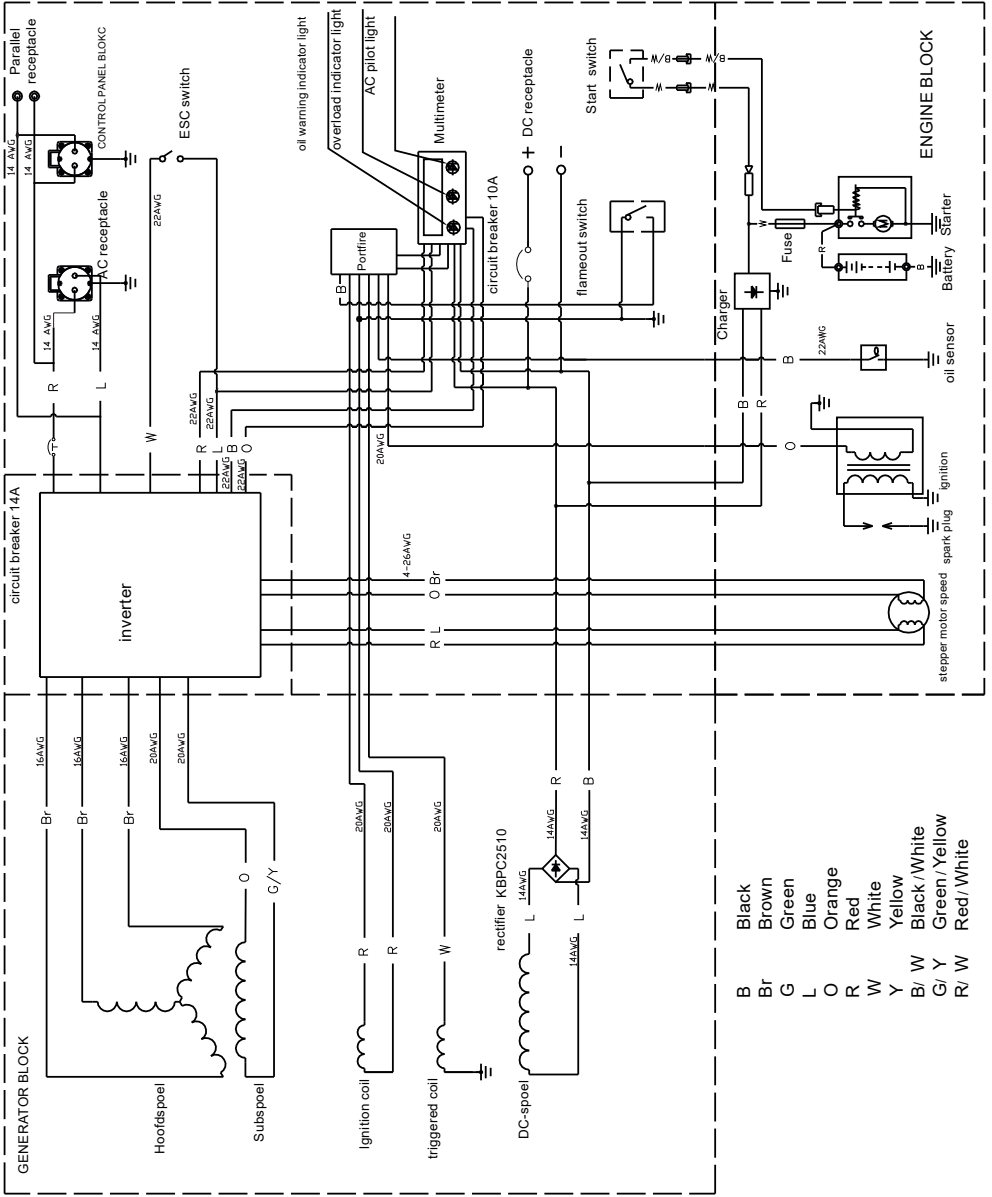 Parallel
receptacle
CONTROL PANEL BLOKC
14 AWG
14 AWG
AC receptacle
14 AWG
14 AWG
R
L
ESC switch
22AWG
W
oil warning indicator light
overload indicator light
AC pilot light
Multimeter
Portfire
B
circuit breaker 10A
DC receptacle
+
−
flameout switch
Start switch
W/B
W/B
W
W
ENGINE BLOCK
Starter
M
Fuse
W
R
Battery
B
Charger
oil sensor
22AWG
B
B
R
O
ignition
spark plug
stepper motor speed
22AWG
22AWG
22AWG
22AWG
R
L
B
O
20AWG
4-26AWG
O
Br
R
L
circuit breaker 14A
inverter
GENERATOR BLOCK
16AWG
16AWG
16AWG
20AWG
20AWG
Br
Br
Br
O
G/Y
Hoofdspoel
Subspoel
20AWG
20AWG
20AWG
R
R
W
Ignition coil
triggered coil
DC-spoel
rectifier KBPC2510
14AWG
14AWG
14AWG
14AWG
L
L
R
B
B Black
Br Brown
G Green
L Blue
O Orange
R Red
W White
Y Yellow
B/ W Black/White
G/ Y Green/Yellow
R/ W Red/White